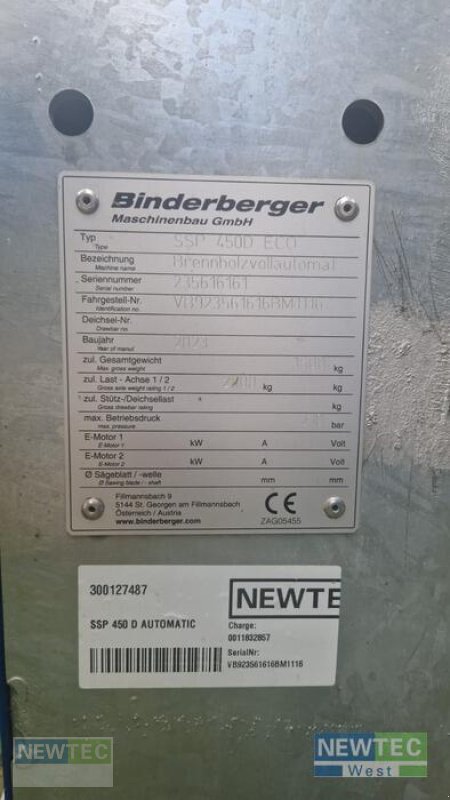 Binderberger
Maschinenbau GmbH
Typ SSP 450D ECO
Type
Bezeichnung Brennholzvollautomat
Machine name
Seriennummer 235616161
Serial number
Fahrgestell-Nr.
Identification no
Deichsel-Nr.
Drawbar no
Baujahr 2023
Year of manuf.
zul. Gesamtgewicht kg
Max. gross weight
zul. Last - Achse 1 / 2 kg kg
Gross axle weight rating 1 / 2
zul. Stütz-/Deichsellast kg
Gross drawbar rating
max. Betriebsdruck bar
max. pressure
E-Motor 1 kW A Volt
E-Motor 1
E-Motor 2 kW A Volt
E-Motor 2
Ø Sägeblatt / -welle mm mm
Ø Sawing blade / - shaft
Fillmannsbach 9
5144 St. Georgen am Fillmannsbach
Österreich / Austria
www.binderberger.com
CE
ZAG05455
300127487
NEWTE
SSP 450 D AUTOMATIC
Charge:
0011832857
SerialNr:
VB923561616BM1116
NEWTEC
West
NEWTEC
West